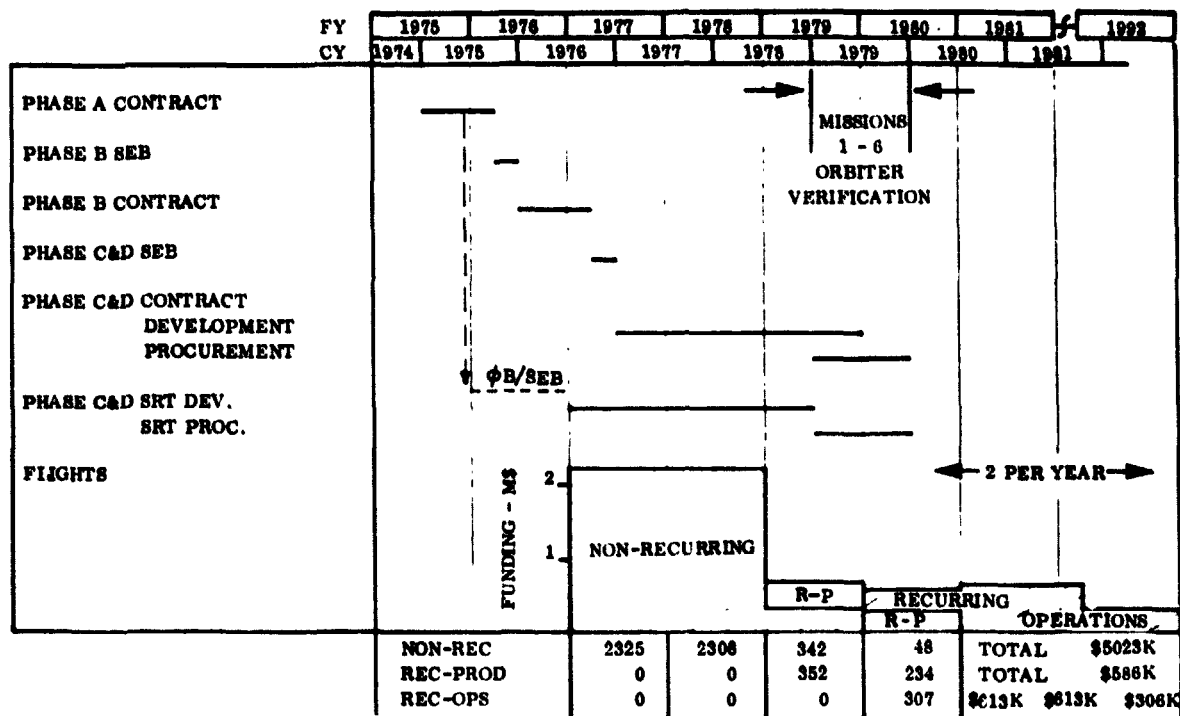 FY 1975 1976 1977 1978 1979 1980 1981 1992
CY 1974 1975 1976 1977 1978 1979 1980 1981
PHASE A CONTRACT
MISSIONS
1 - 6
ORBITER
VERIFICATION
PHASE B SEB
PHASE B CONTRACT
PHASE C&D SEB
PHASE C&D CONTRACT
DEVELOPMENT
PROCUREMENT
ϕB/SEB
PHASE C&D SRT DEV.
SRT PROC.
FLIGHTS
2 PER YEAR
FUNDING - M$
2
1
NON-RECURRING
R-P
RECURRING
R-P
OPERATIONS
NON-REC 2325 2308 342 48 TOTAL $5023K
REC-PROD 0 0 352 234 TOTAL $586K
REC-OPS 0 0 0 307 $613K $613K $306K